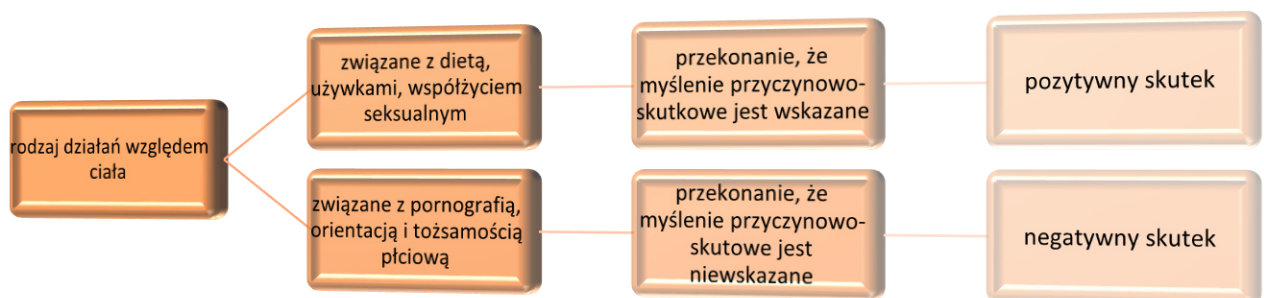 rodzaj działań względem
ciała
związane z dietą,
używkami, współżyciem
seksualnym
przekonanie, że
myślenie przyczynowo-
skutkowe jest wskazane
pozytywny skutek
związane z pornografią,
orientacją i tożsamością
płciową
przekonanie, że
myślenie przyczynowo-
skutowe jest
niewskazane
negatywny skutek